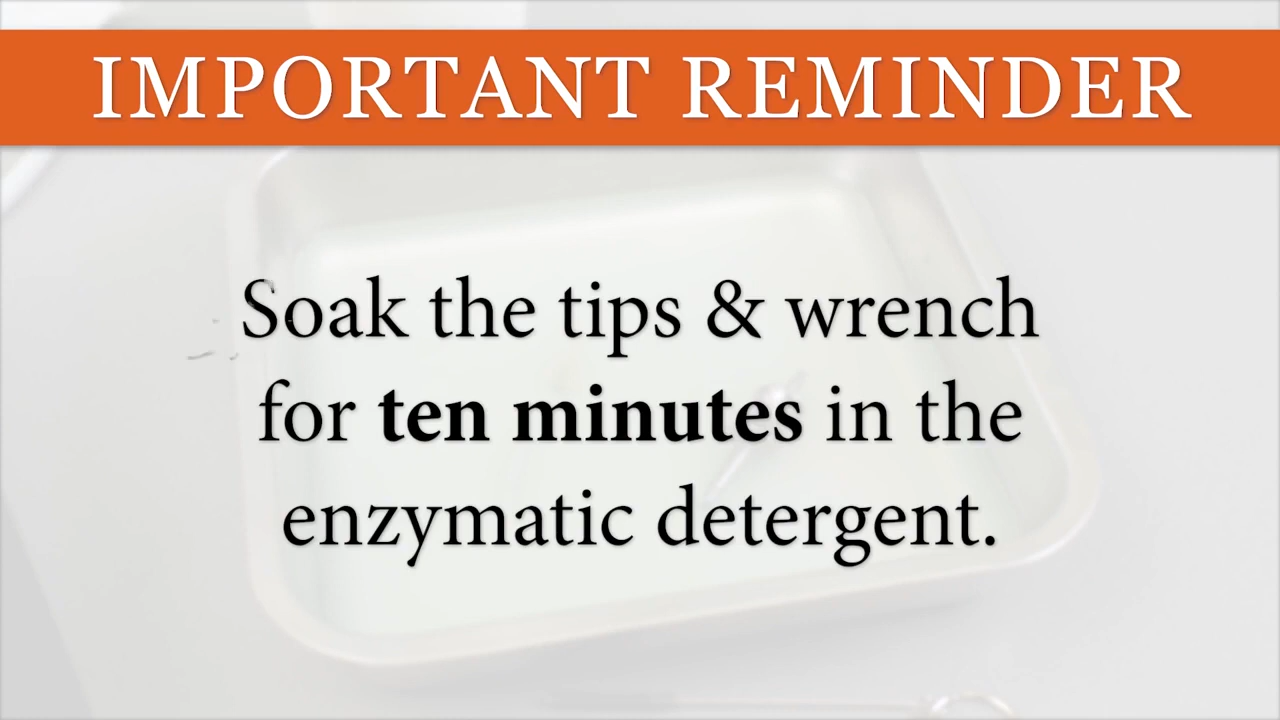 IMPORTANT REMINDER
Soak the tips & wrench
for ten minutes in the
enzymatic detergent.